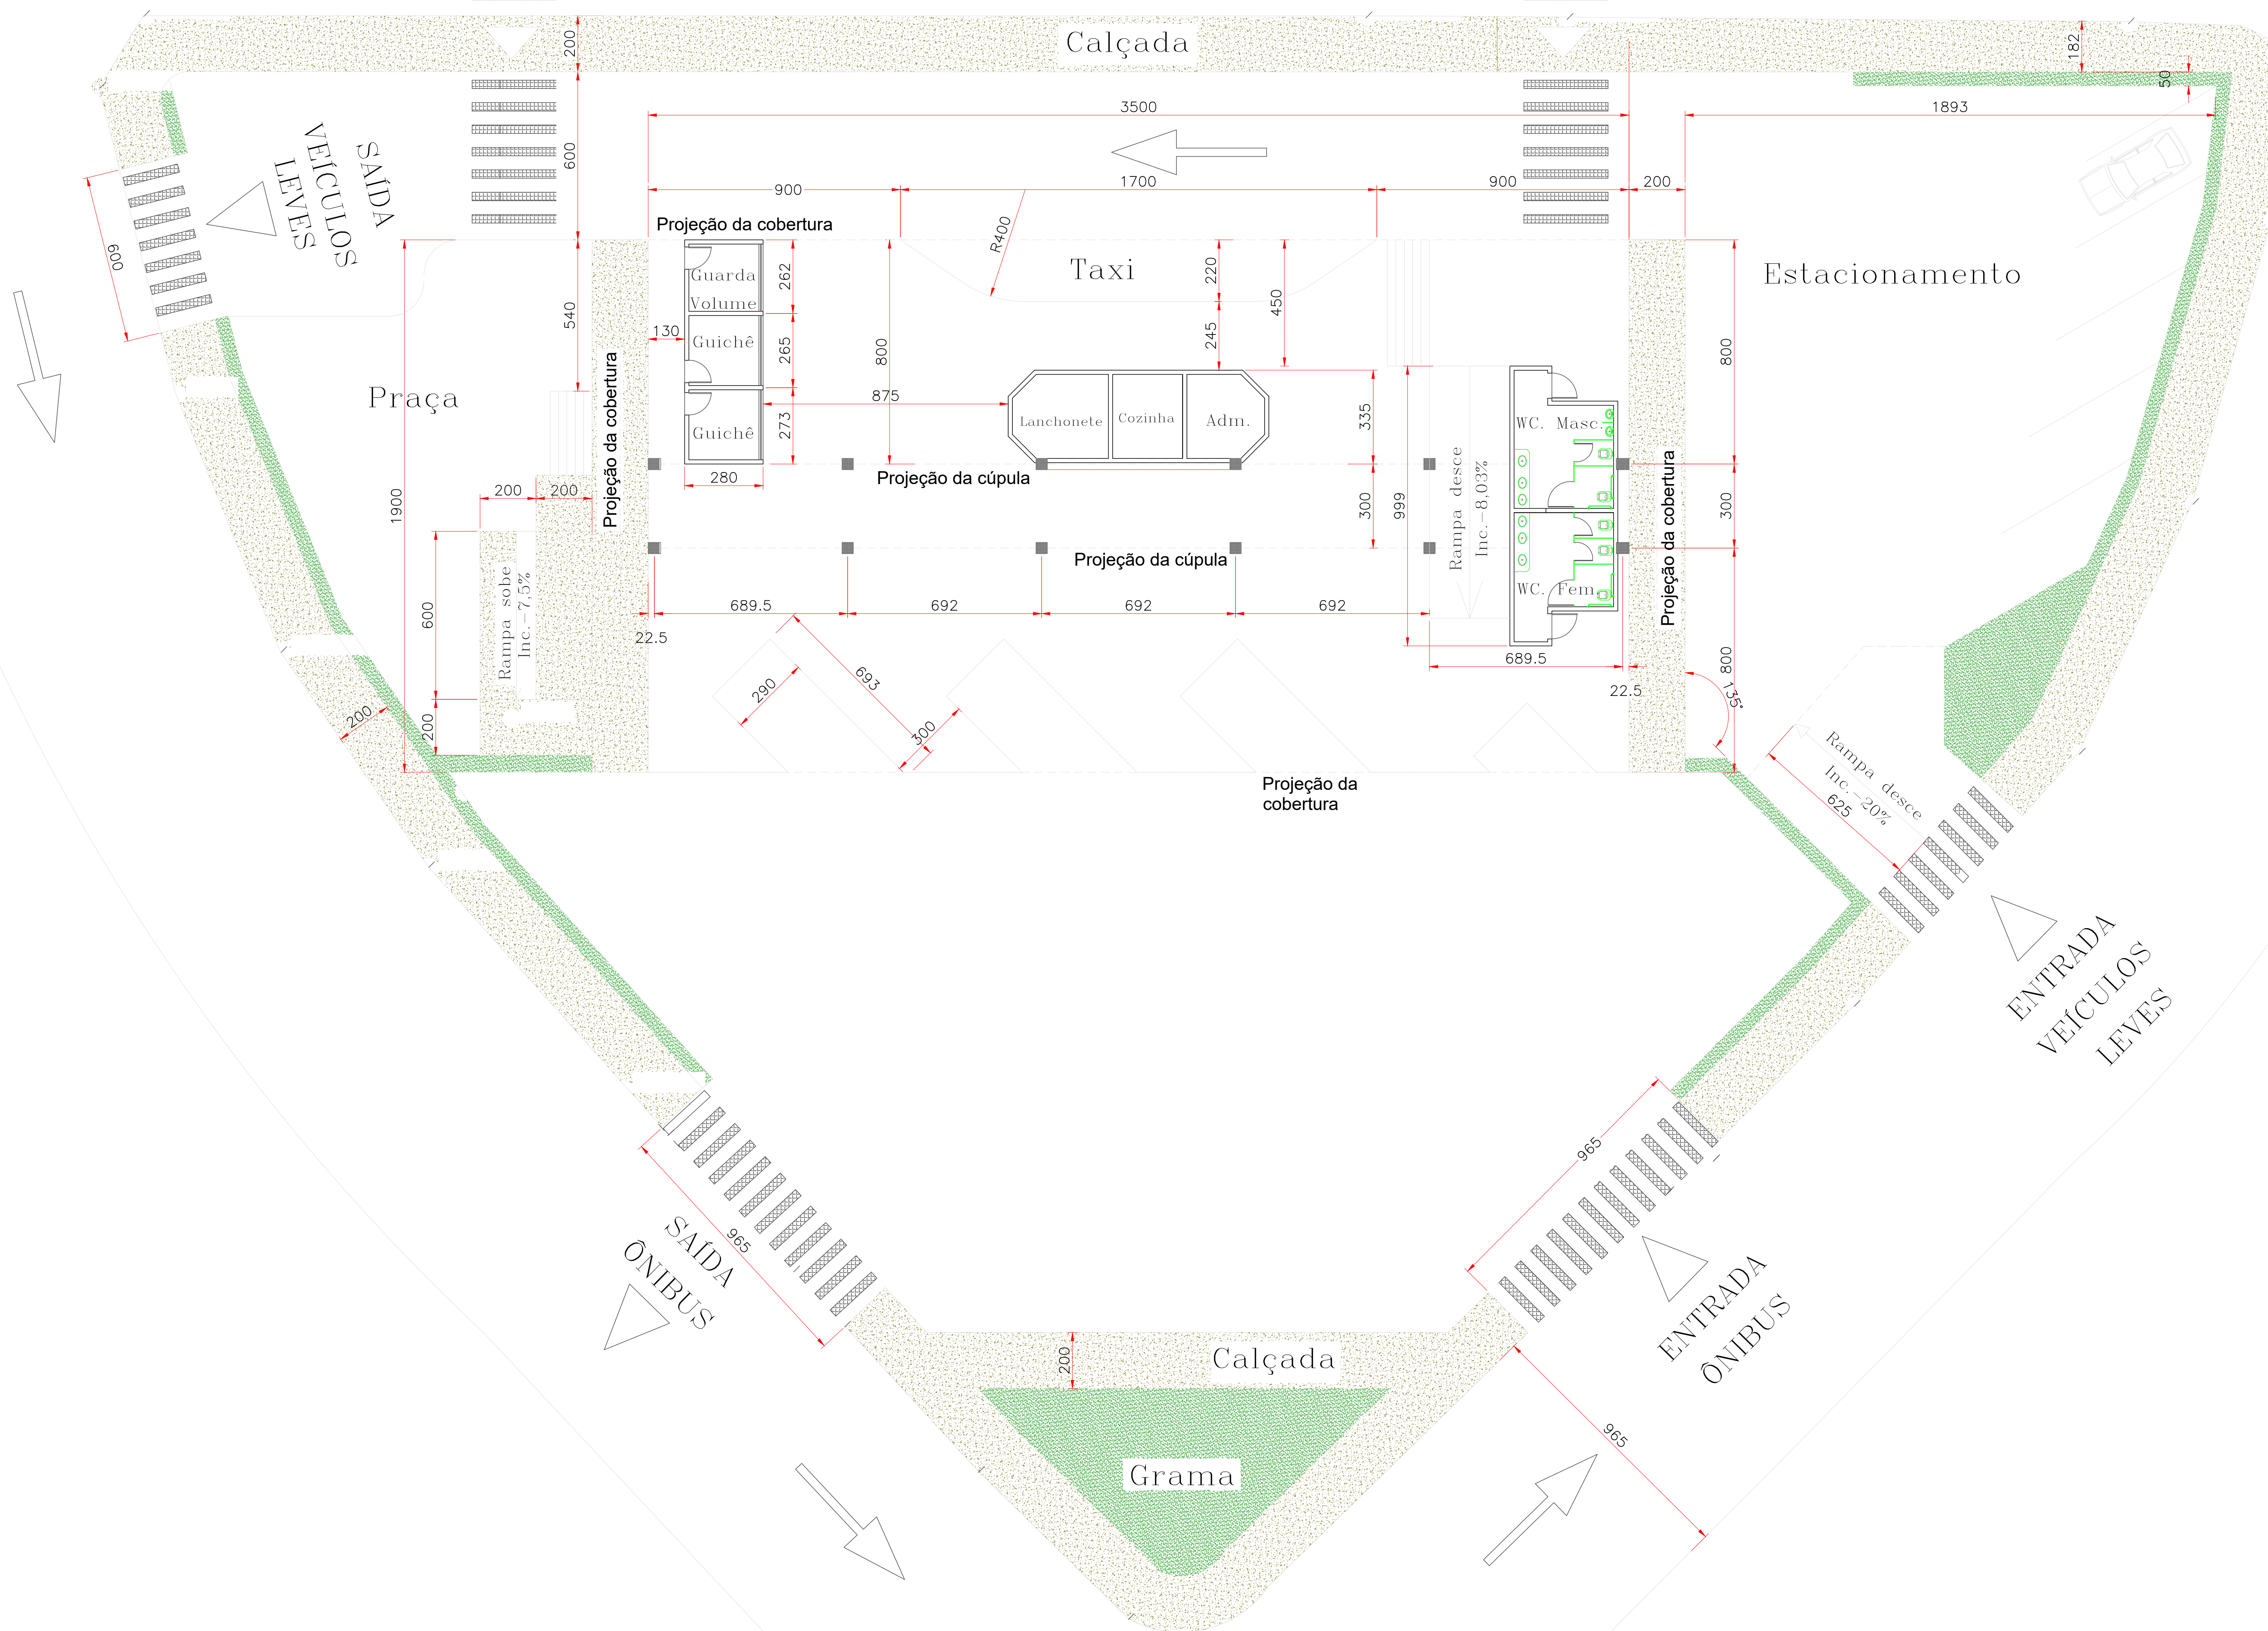 Calçada
200
182
50
3500
1893
600
900
1700
900
200
SAÍDA
VEÍCULOS
LEVES
600
Projeção da cobertura
R400
Taxi
220
450
245
Estacionamento
Guarda
Volume
262
130
Guichê
265
800
540
800
Praça
Projeção da cobertura
875
Guichê
273
Lanchonete
Cozinha
Adm.
335
WC. Masc.
280
Projeção da cúpula
Rampa desce
Inc.-8,03%
999
300
300
Projeção da cobertura
200
200
1900
Projeção da cúpula
Rampa sobe
Inc.-7,5%
600
WC. Fem.
689.5
692
692
692
22.5
689.5
22.5
800
135°
290
693
300
200
200
Projeção da
cobertura
Rampa desce
Inc.-20%
625
ENTRADA
VEÍCULOS
LEVES
965
965
SAÍDA
ÔNIBUS
ENTRADA
ÔNIBUS
200
Calçada
965
Grama